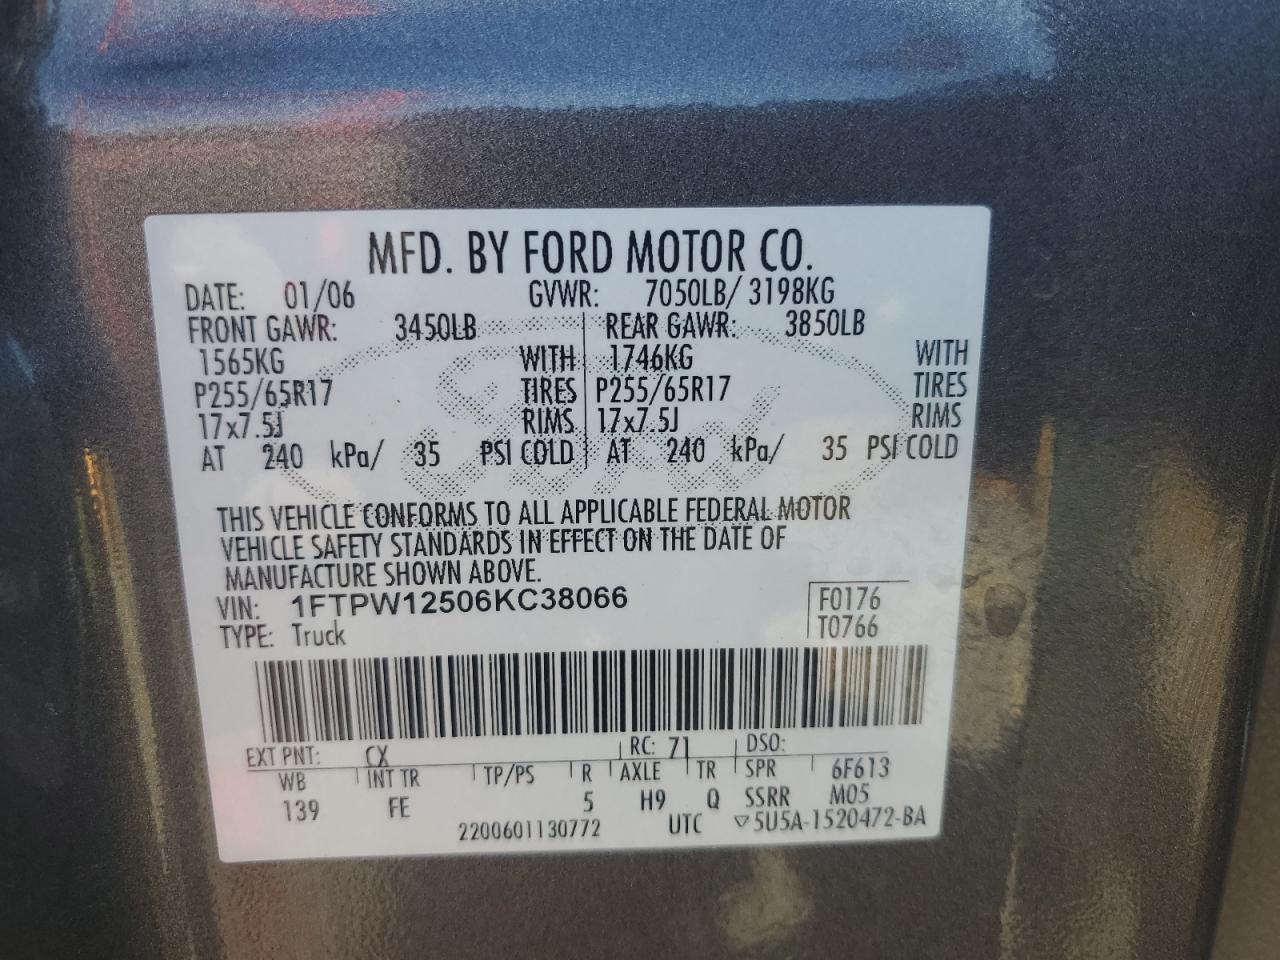 MFD. BY FORD MOTOR CO.
DATE: 01/06 GVWR: 7050LB/ 3198KG
FRONT GAWR: 3450LB REAR GAWR: 3850LB
1565KG WITH 1746KG WITH
P255/65R17 TIRES P255/65R17 TIRES
17x7.5J RIMS 17x7.5J RIMS
AT 240 kPa/ 35 PSI COLD AT 240 kPa/ 35 PSI COLD
THIS VEHICLE CONFORMS TO ALL APPLICABLE FEDERAL MOTOR
VEHICLE SAFETY STANDARDS IN EFFECT ON THE DATE OF
MANUFACTURE SHOWN ABOVE.
VIN: 1FTPW12506KC38066 F0176
TYPE: Truck T0766
EXT PNT: CX RC: 71 DSO:
WB INT TR TP/PS R AXLE TR SPR 6F613
139 FE 5 H9 Q SSRR M05
2200601130772 UTC ▽5U5A-1520472-BA